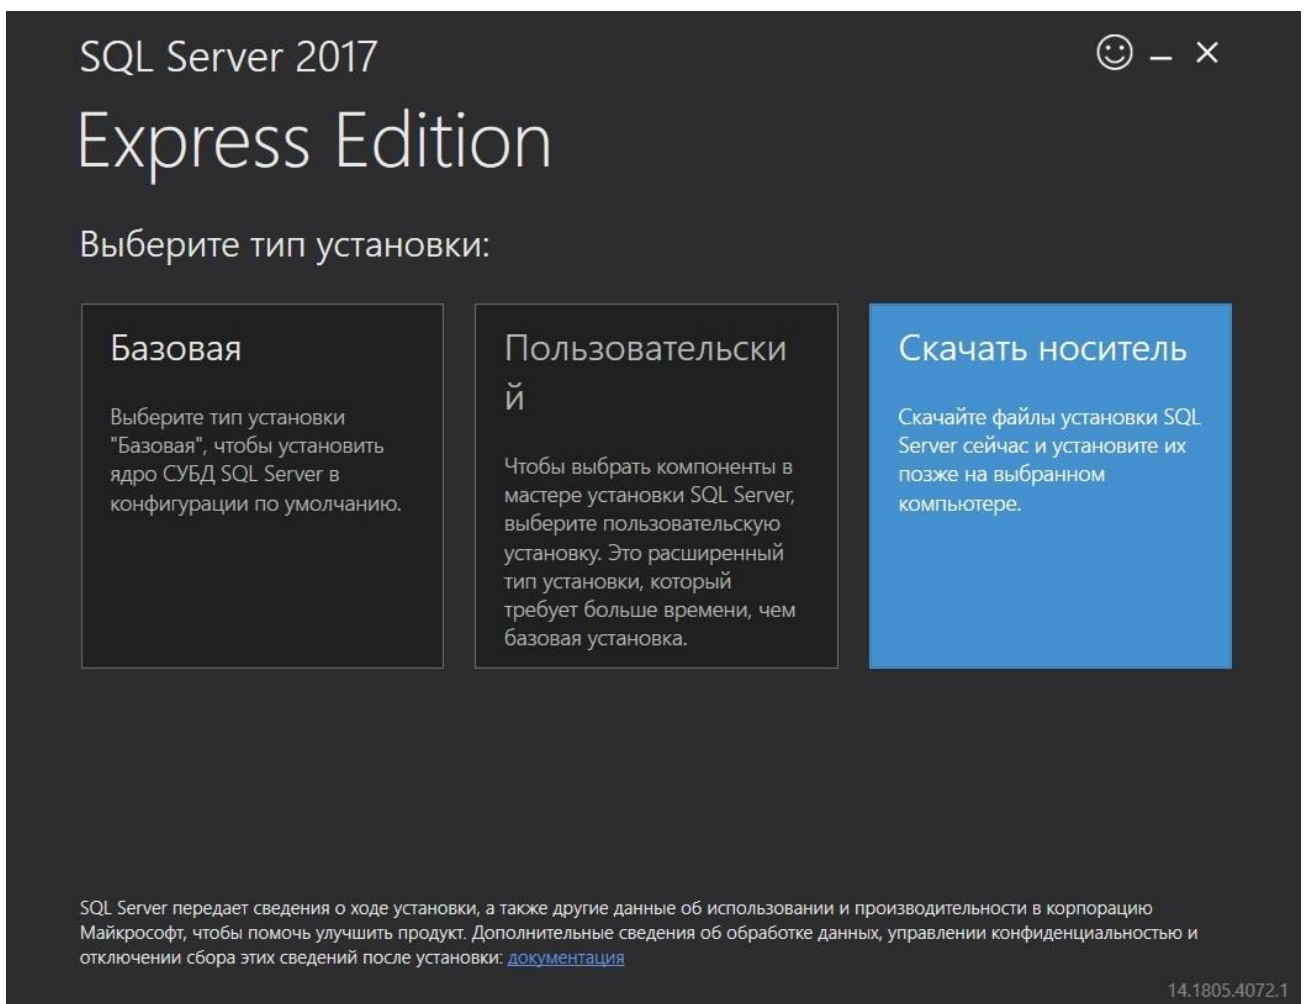 SQL Server 2017
Express Edition
Выберите тип установки:
Базовая
Выберите тип установки
"Базовая", чтобы установить
ядро СУБД SQL Server в
конфигурации по умолчанию.
Пользовательски
й
Чтобы выбрать компоненты в
мастере установки SQL Server,
выберите пользовательскую
установку. Это расширенный
тип установки, который
требует больше времени, чем
базовая установка.
Скачать носитель
Скачайте файлы установки SQL
Server сейчас и установите их
позже на выбранном
компьютере.
SQL Server передает сведения о ходе установки, а также другие данные об использовании и производительности в корпорацию
Майкрософт, чтобы помочь улучшить продукт. Дополнительные сведения об обработке данных, управлении конфиденциальностью и
отключении сбора этих сведений после установки: документация
14.1805.4072.1